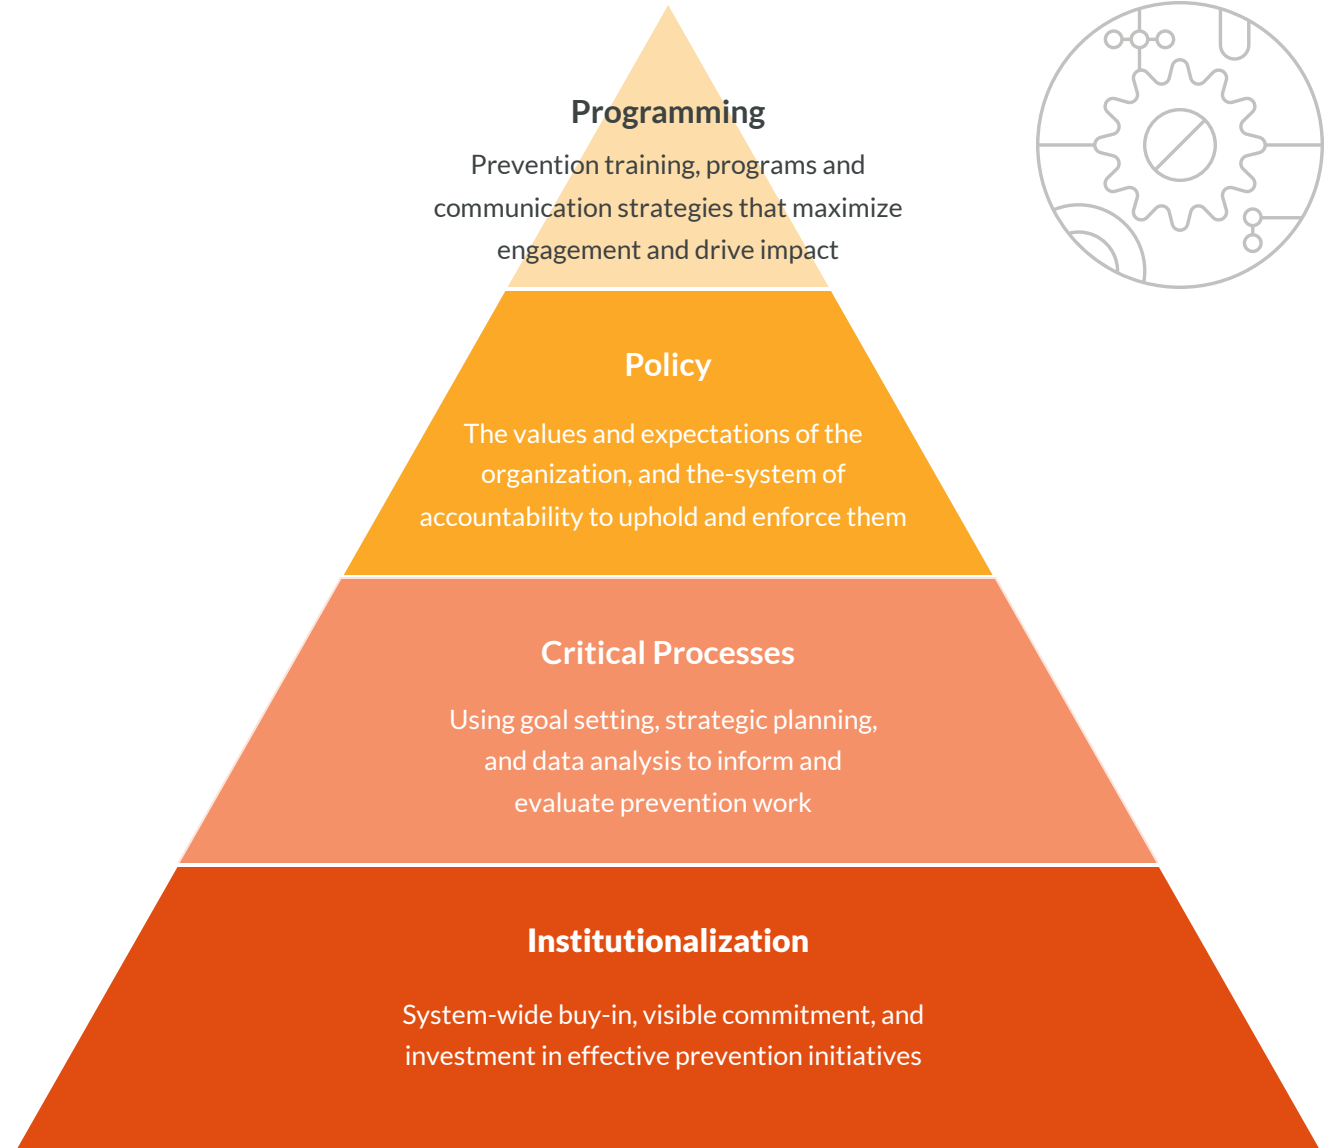 Programming
Prevention training, programs and
communication strategies that maximize
engagement and drive impact
Policy
The values and expectations of the
organization, and the-system of
accountability to uphold and enforce them
Critical Processes
Using goal setting, strategic planning,
and data analysis to inform and
evaluate prevention work
Institutionalization
System-wide buy-in, visible commitment, and
investment in effective prevention initiatives